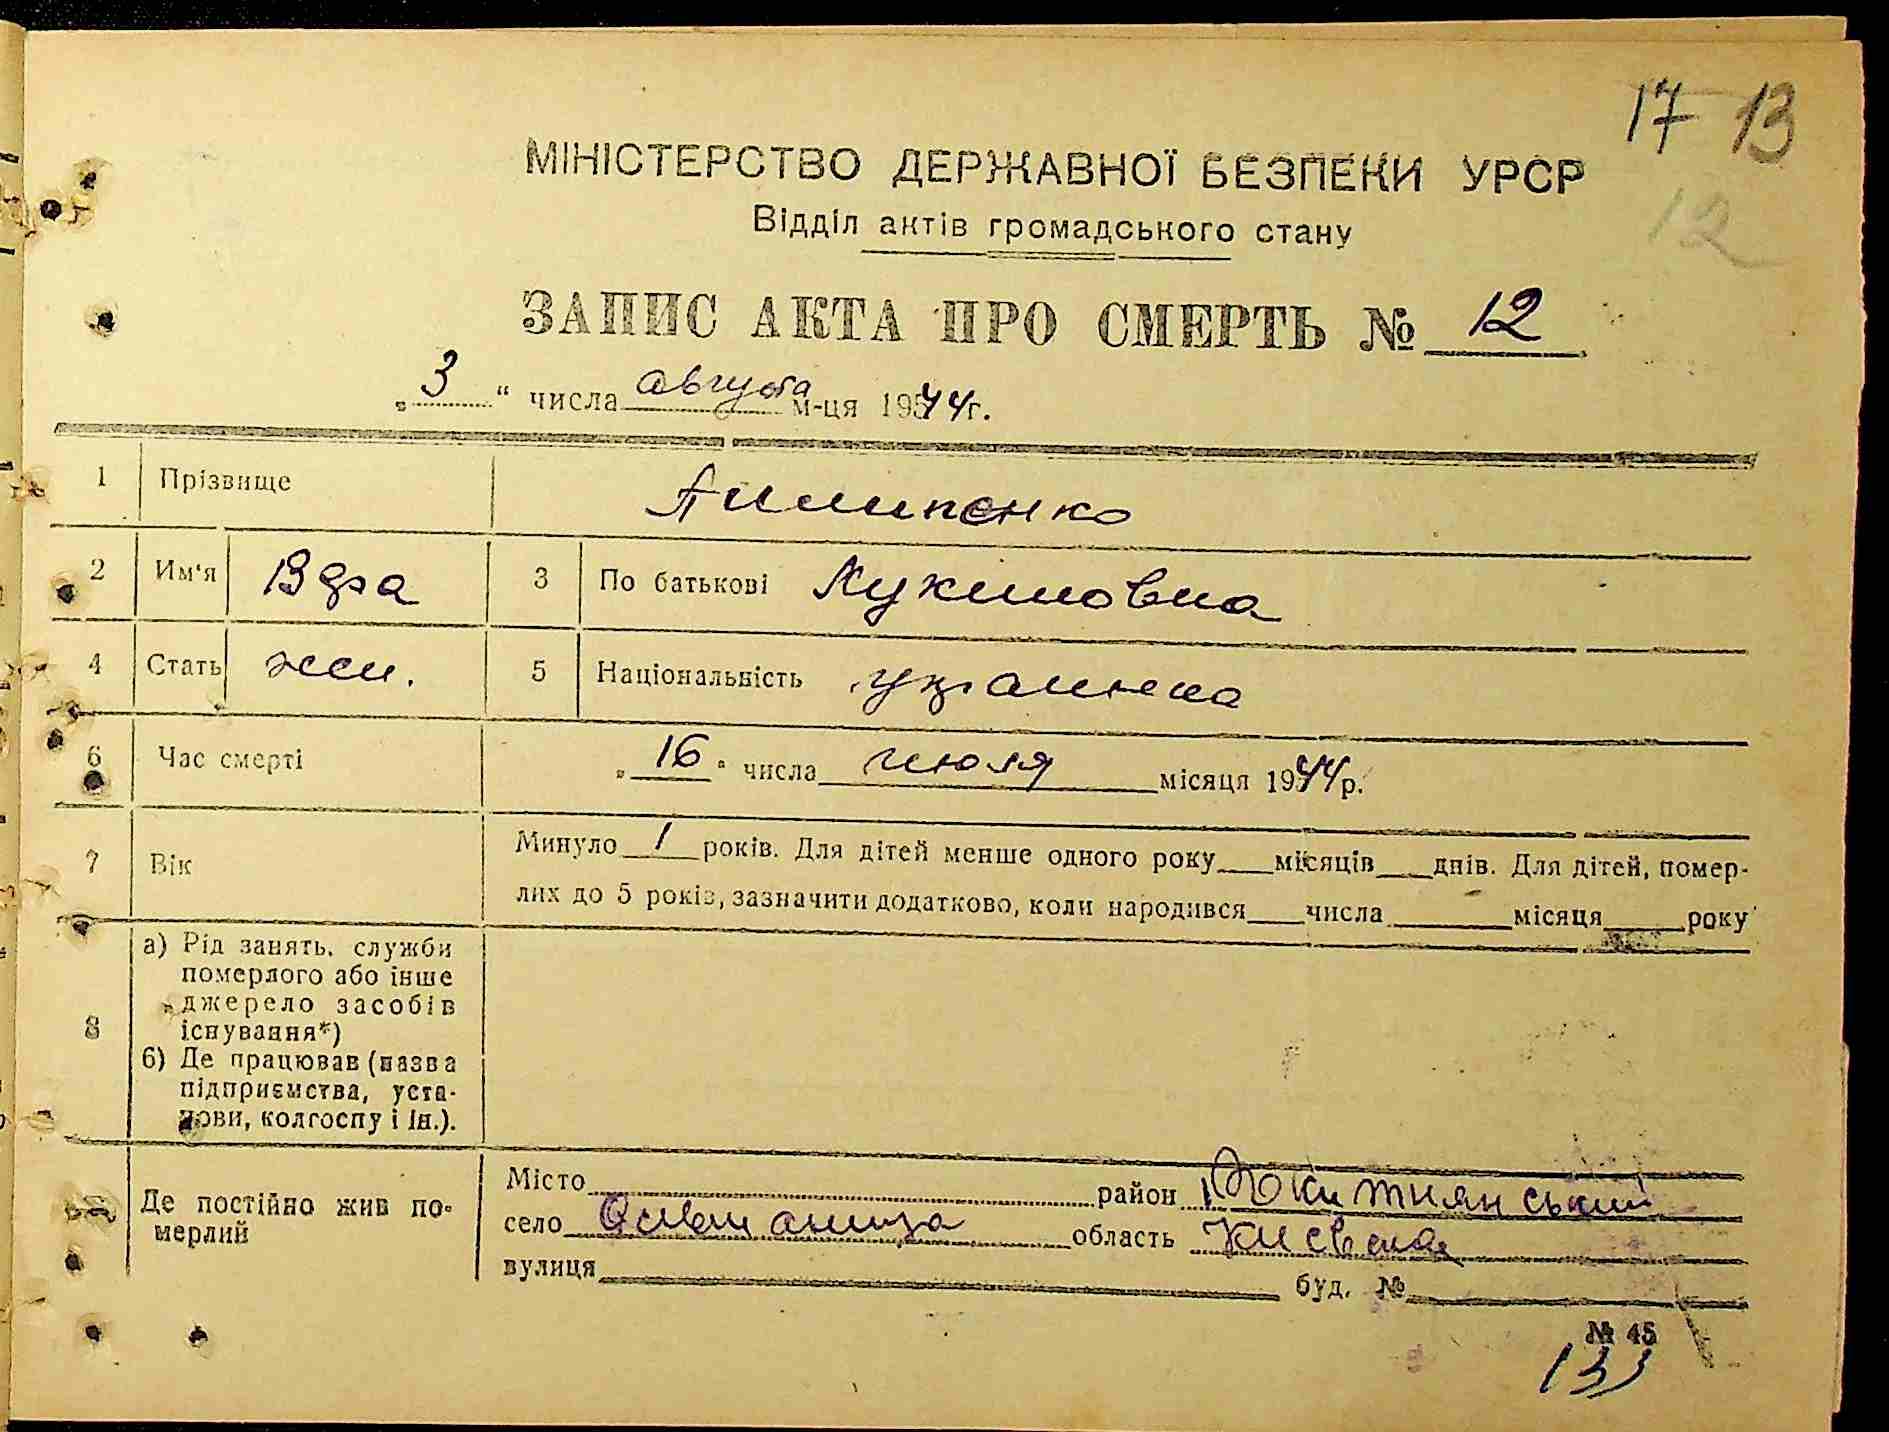 17 13
12
МІНІСТЕРСТВО ДЕРЖАВНОЇ БЕЗПЕКИ УРСР
Відділ актів громадського стану
ЗАПИС АКТА ПРО СМЕРТЬ № 12
„3“ числа августа м-ця 1944г.
1 Прізвище Пилипенко
2 Им'я Вера 3 По батькові
4 Стать жен. 5 Національність украинка
6 Час смерті „16“ числа июля місяця 1944р.
7 Вік Минуло 1 років. Для дітей менше одного року місяців днів. Для дітей, помер-
лих до 5 років, зазначити додатково, коли народився числа місяця року
8 а) Рід занять, служби
померлого або інше
джерело засобів
існування*)
б) Де працював (назва
підприємства, уста-
нови, колгоспу і ін.).
Де постійно жив по-
мерлий
Місто район Рокитнянський
село область Киевская
вулиця буд. №
№ 45
133